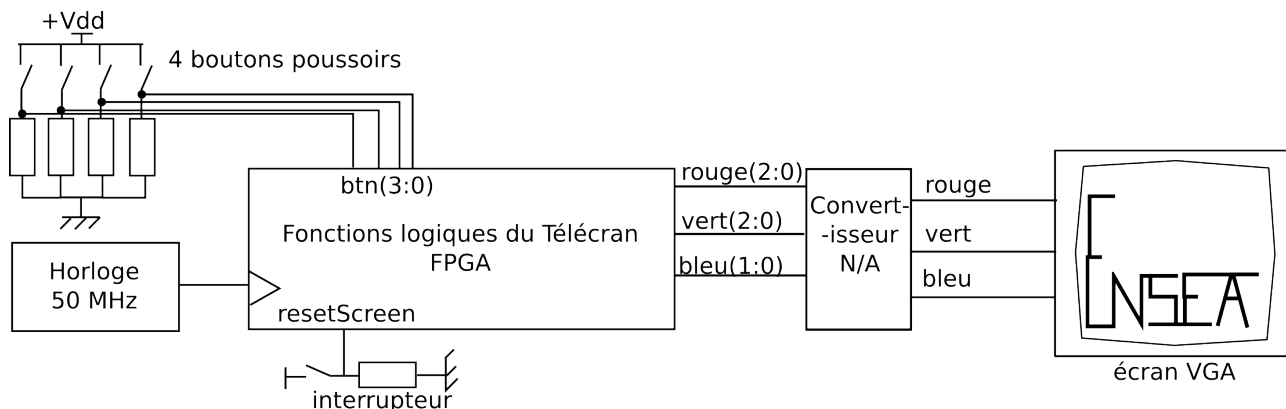 +Vdd
4 boutons poussoirs
btn(3:0)
Fonctions logiques du Télécran
FPGA
Horloge
50 MHz
resetScreen
interrupteur
rouge(2:0)
vert(2:0)
bleu(1:0)
Convert-
-isseur
N/A
rouge
vert
bleu
ENSEA
écran VGA